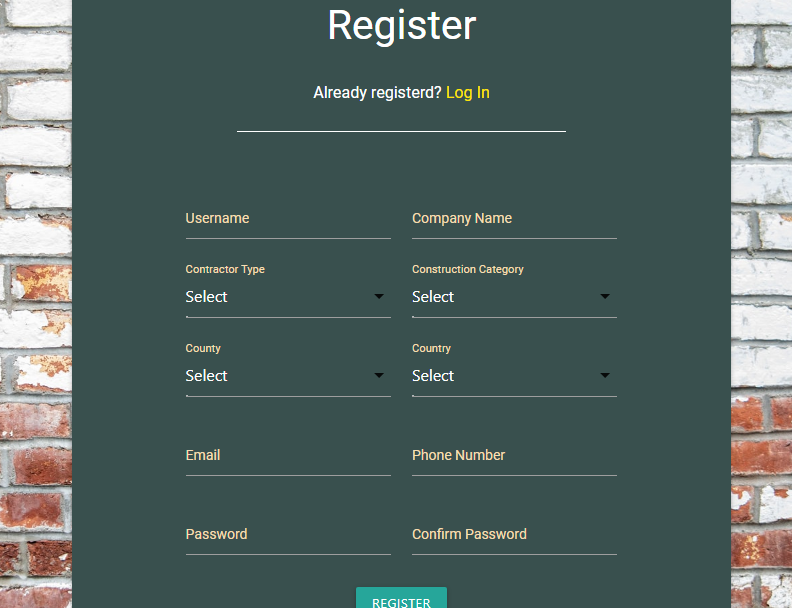 Register
Already registerd? Log In
Username
Company Name
Contractor Type
Construction Category
Select
Select
County
Country
Select
Select
Email
Phone Number
Password
Confirm Password
REGISTER